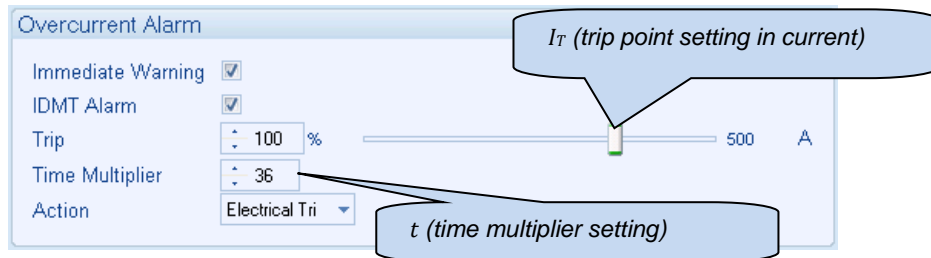 Overcurrent Alarm
I_T (trip point setting in current)
Immediate Warning
IDMT Alarm
Trip 100 % 500 A
Time Multiplier 36
Action Electrical Tri
t (time multiplier setting)